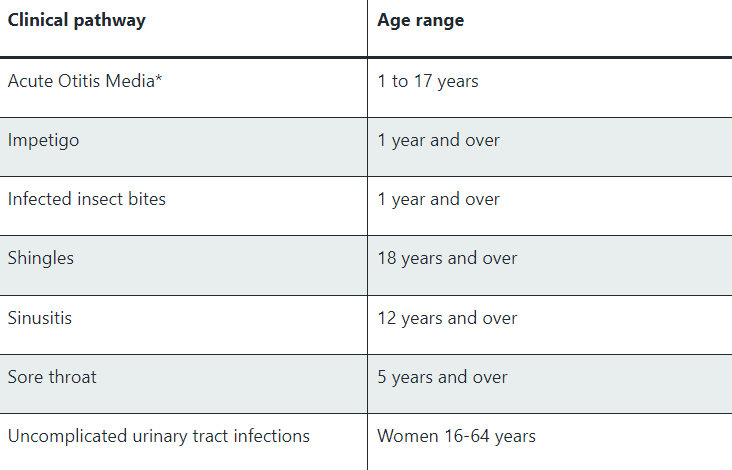 Clinical pathway Age range
Acute Otitis Media* 1 to 17 years
Impetigo 1 year and over
Infected insect bites 1 year and over
Shingles 18 years and over
Sinusitis 12 years and over
Sore throat 5 years and over
Uncomplicated urinary tract infections Women 16-64 years